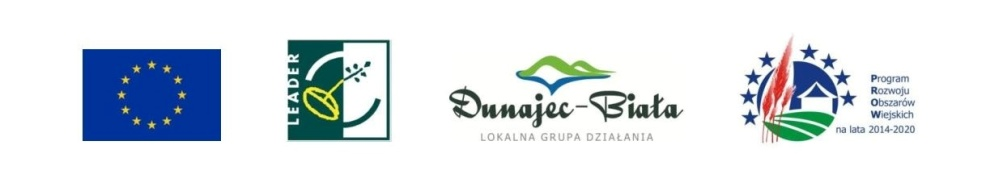 LEADER
Dunajec-Biała
LOKALNA GRUPA DZIAŁANIA
Program
Rozwoju
Obszarów
Wiejskich
na lata 2014-2020